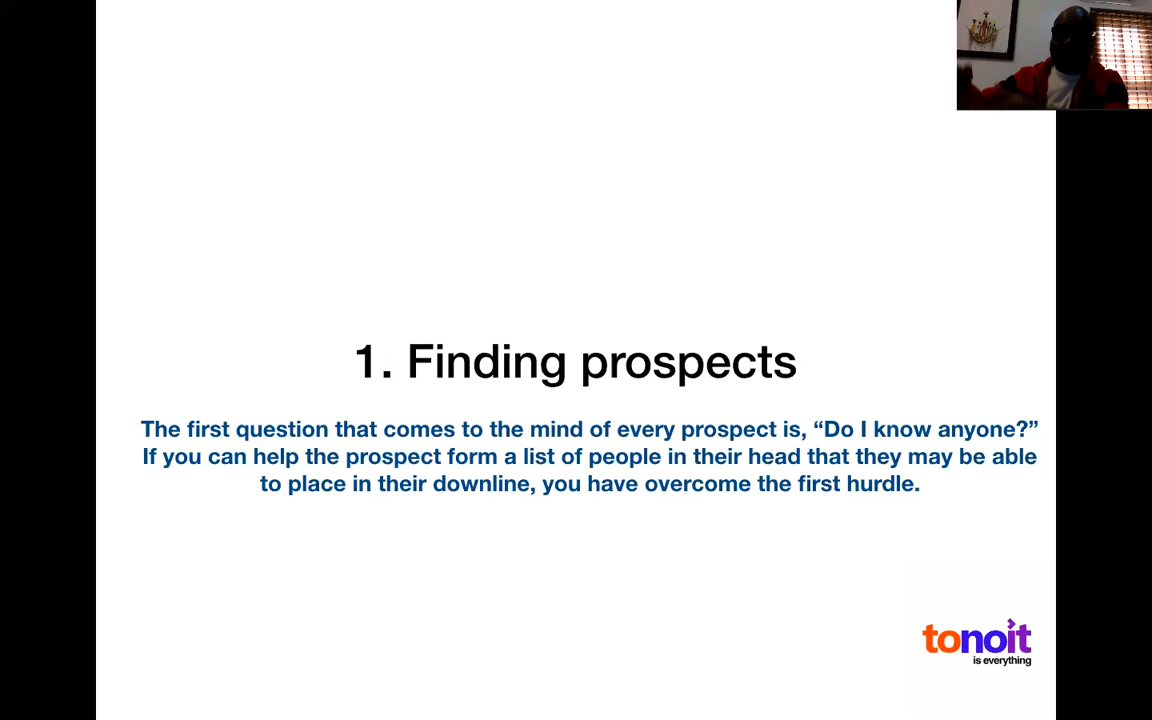 1. Finding prospects
The first question that comes to the mind of every prospect is, “Do I know anyone?”
If you can help the prospect form a list of people in their head that they may be able
to place in their downline, you have overcome the first hurdle.
tonoit
is everything